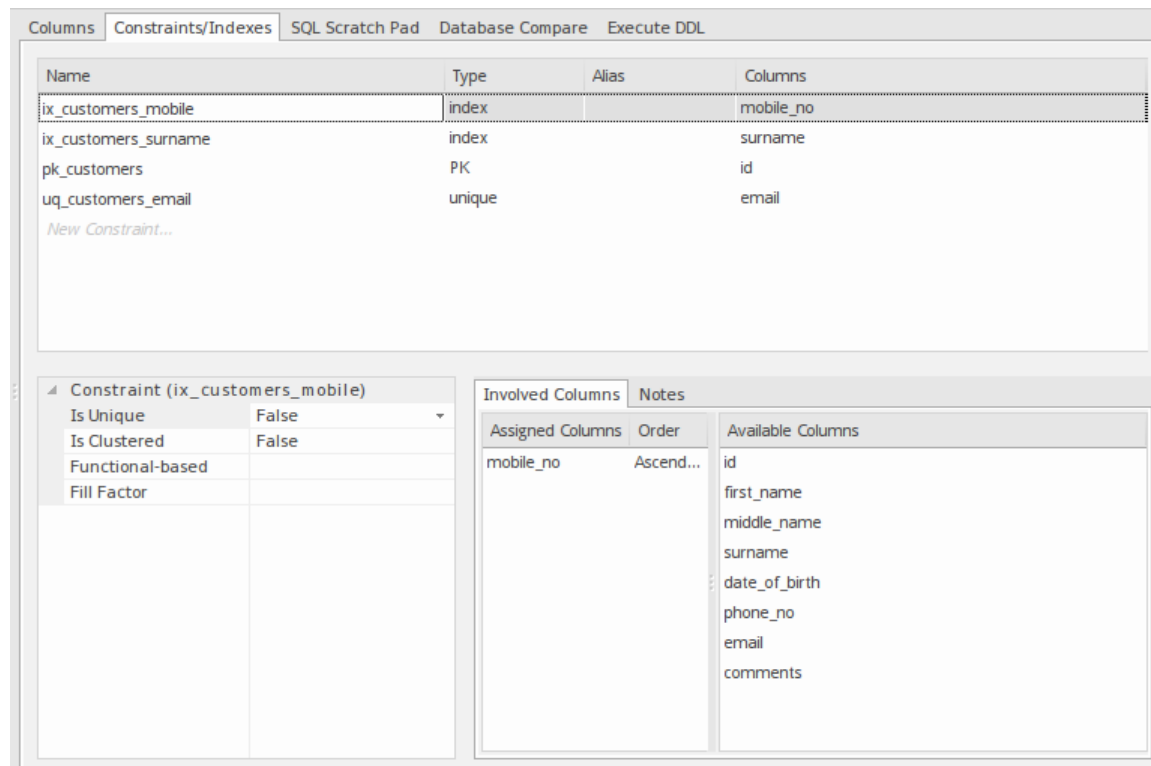 Columns Constraints/Indexes SQL Scratch Pad Database Compare Execute DDL
Name Type Alias Columns
ix_customers_mobile index mobile_no
ix_customers_surname index surname
pk_customers PK id
uq_customers_email unique email
New Constraint...
Constraint (ix_customers_mobile)
Is Unique False
Is Clustered False
Functional-based
Fill Factor
Involved Columns Notes
Assigned Columns Order Available Columns
mobile_no Ascend... id
first_name
middle_name
surname
date_of_birth
phone_no
email
comments